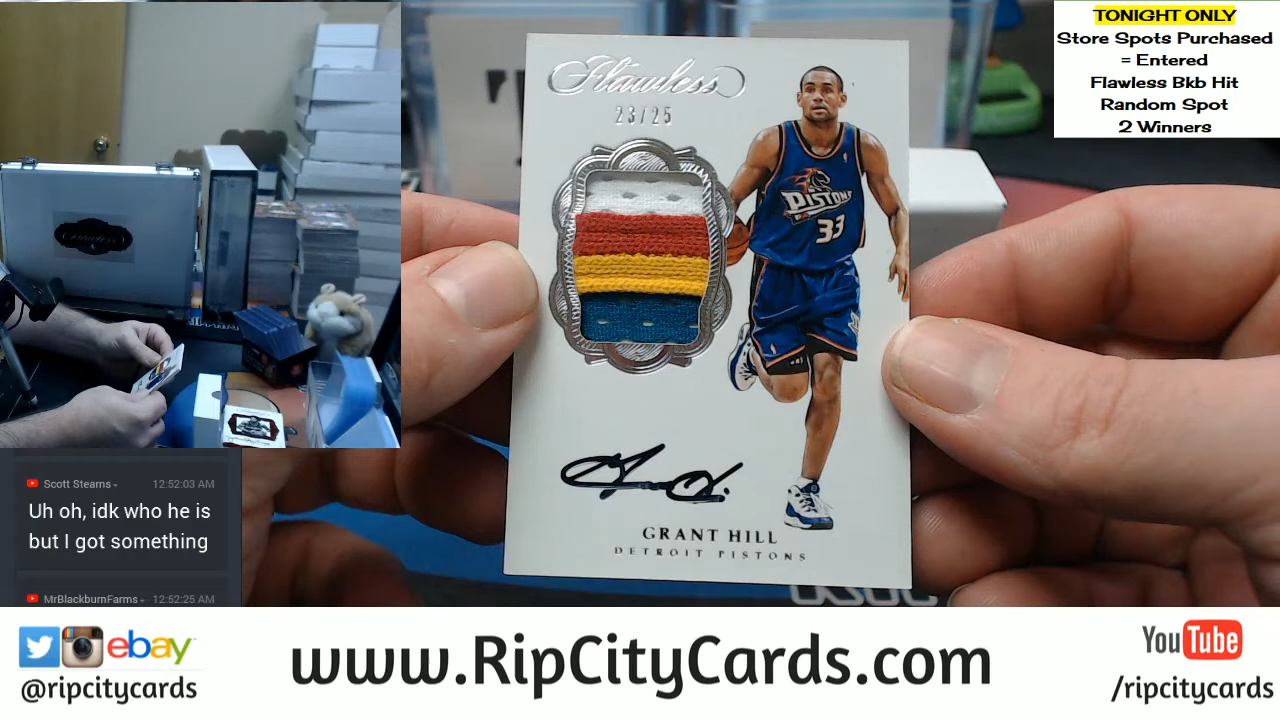 TONIGHT ONLY
Store Spots Purchased
= Entered
Flawless Bkb Hit
Random Spot
2 Winners
Flawless
23/25
PISTONS
33
GRANT HILL
DETROIT PISTONS
Flawless
Scott Stearns 12:52:03 AM
Uh oh, idk who he is
but I got something
MrBlackburnFarms 12:52:25 AM
ebay
@ripcitycards
www.RipCityCards.com
YouTube
/ripcitycards